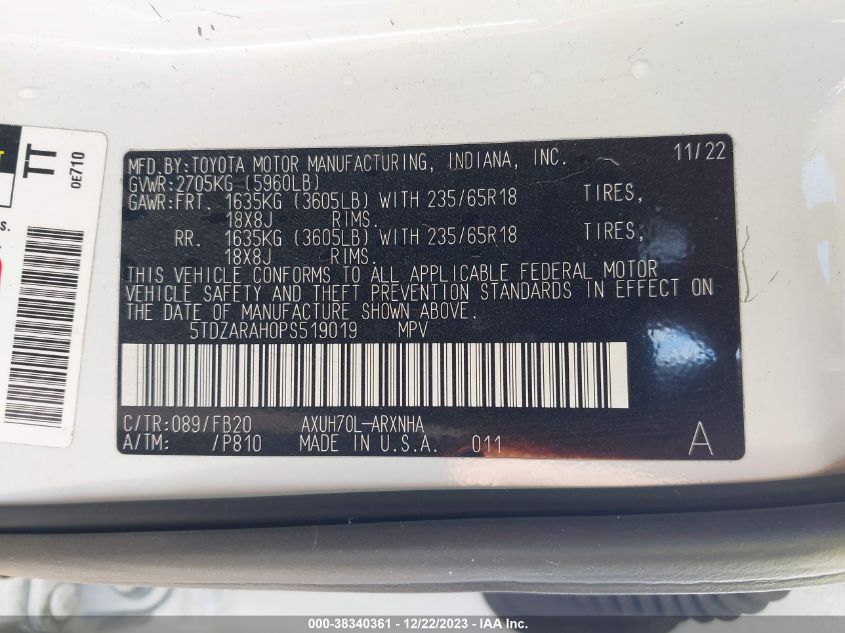 TT
0E710
s.
MFD.BY:TOYOTA MOTOR MANUFACTURING, INDIANA, INC. 11/22
GVWR:2705KG (5960LB)
GAWR:FRT. 1635KG (3605LB) WITH 235/65R18 TIRES,
18X8J RIMS.
RR. 1635KG (3605LB) WITH 235/65R18 TIRES,
18X8J RIMS.
THIS VEHICLE CONFORMS TO ALL APPLICABLE FEDERAL MOTOR
VEHICLE SAFETY AND THEFT PREVENTION STANDARDS IN EFFECT ON
THE DATE OF MANUFACTURE SHOWN ABOVE.
5TDZARAH0PS519019 MPV
C/TR:089/FB20 AXUH70L-ARXNHA
A/TM: /P810 MADE IN U.S.A. 011 A
000-38340361 - 12/22/2023 - IAA Inc.